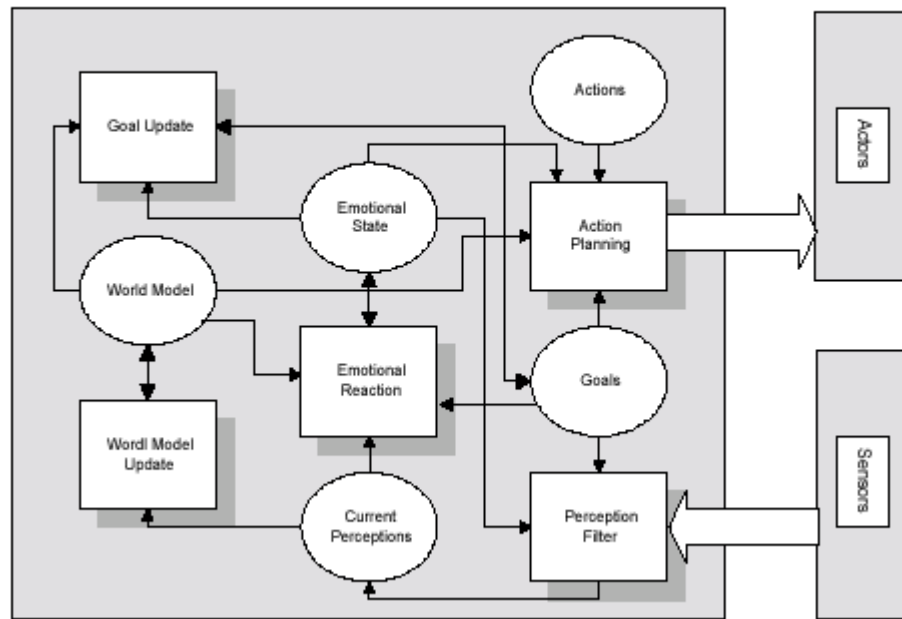 Goal Update
Actions
Actors
Emotional
State
Action
Planning
World Model
Emotional
Reaction
Goals
Wordl Model
Update
Current
Perceptions
Perception
Filter
Sensors